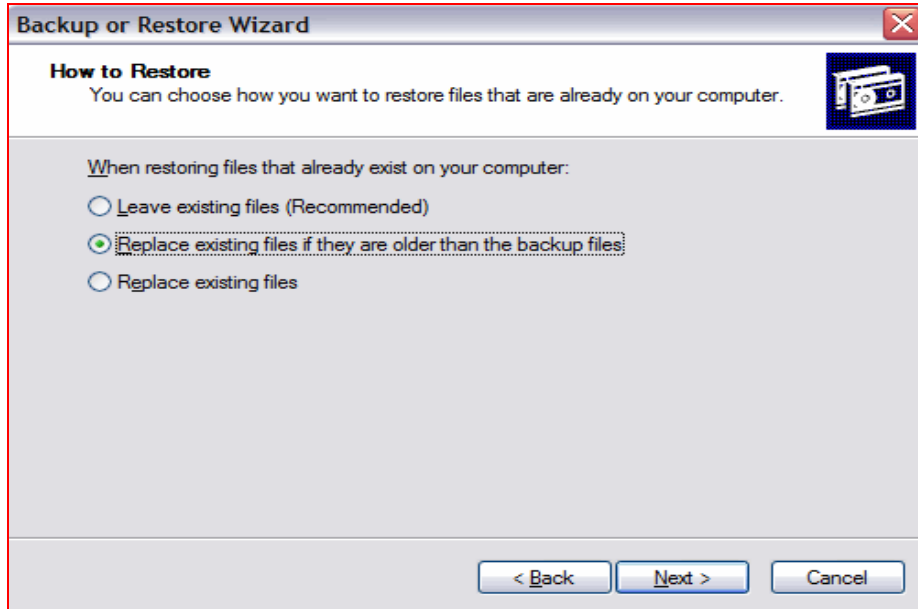 Backup or Restore Wizard
How to Restore
You can choose how you want to restore files that are already on your computer.
When restoring files that already exist on your computer:
Leave existing files (Recommended)
Replace existing files if they are older than the backup files
Replace existing files
< Back Next > Cancel